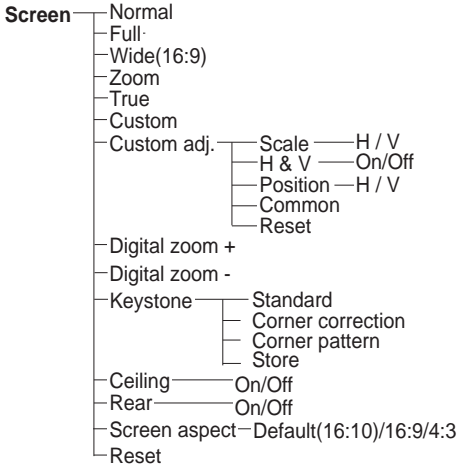 Screen Normal
Full
Wide(16:9)
Zoom
True
Custom
Custom adj. Scale H / V
H & V On/Off
Position H / V
Common
Reset
Digital zoom +
Digital zoom -
Keystone Standard
Corner correction
Corner pattern
Store
Ceiling On/Off
Rear On/Off
Screen aspect Default(16:10)/16:9/4:3
Reset